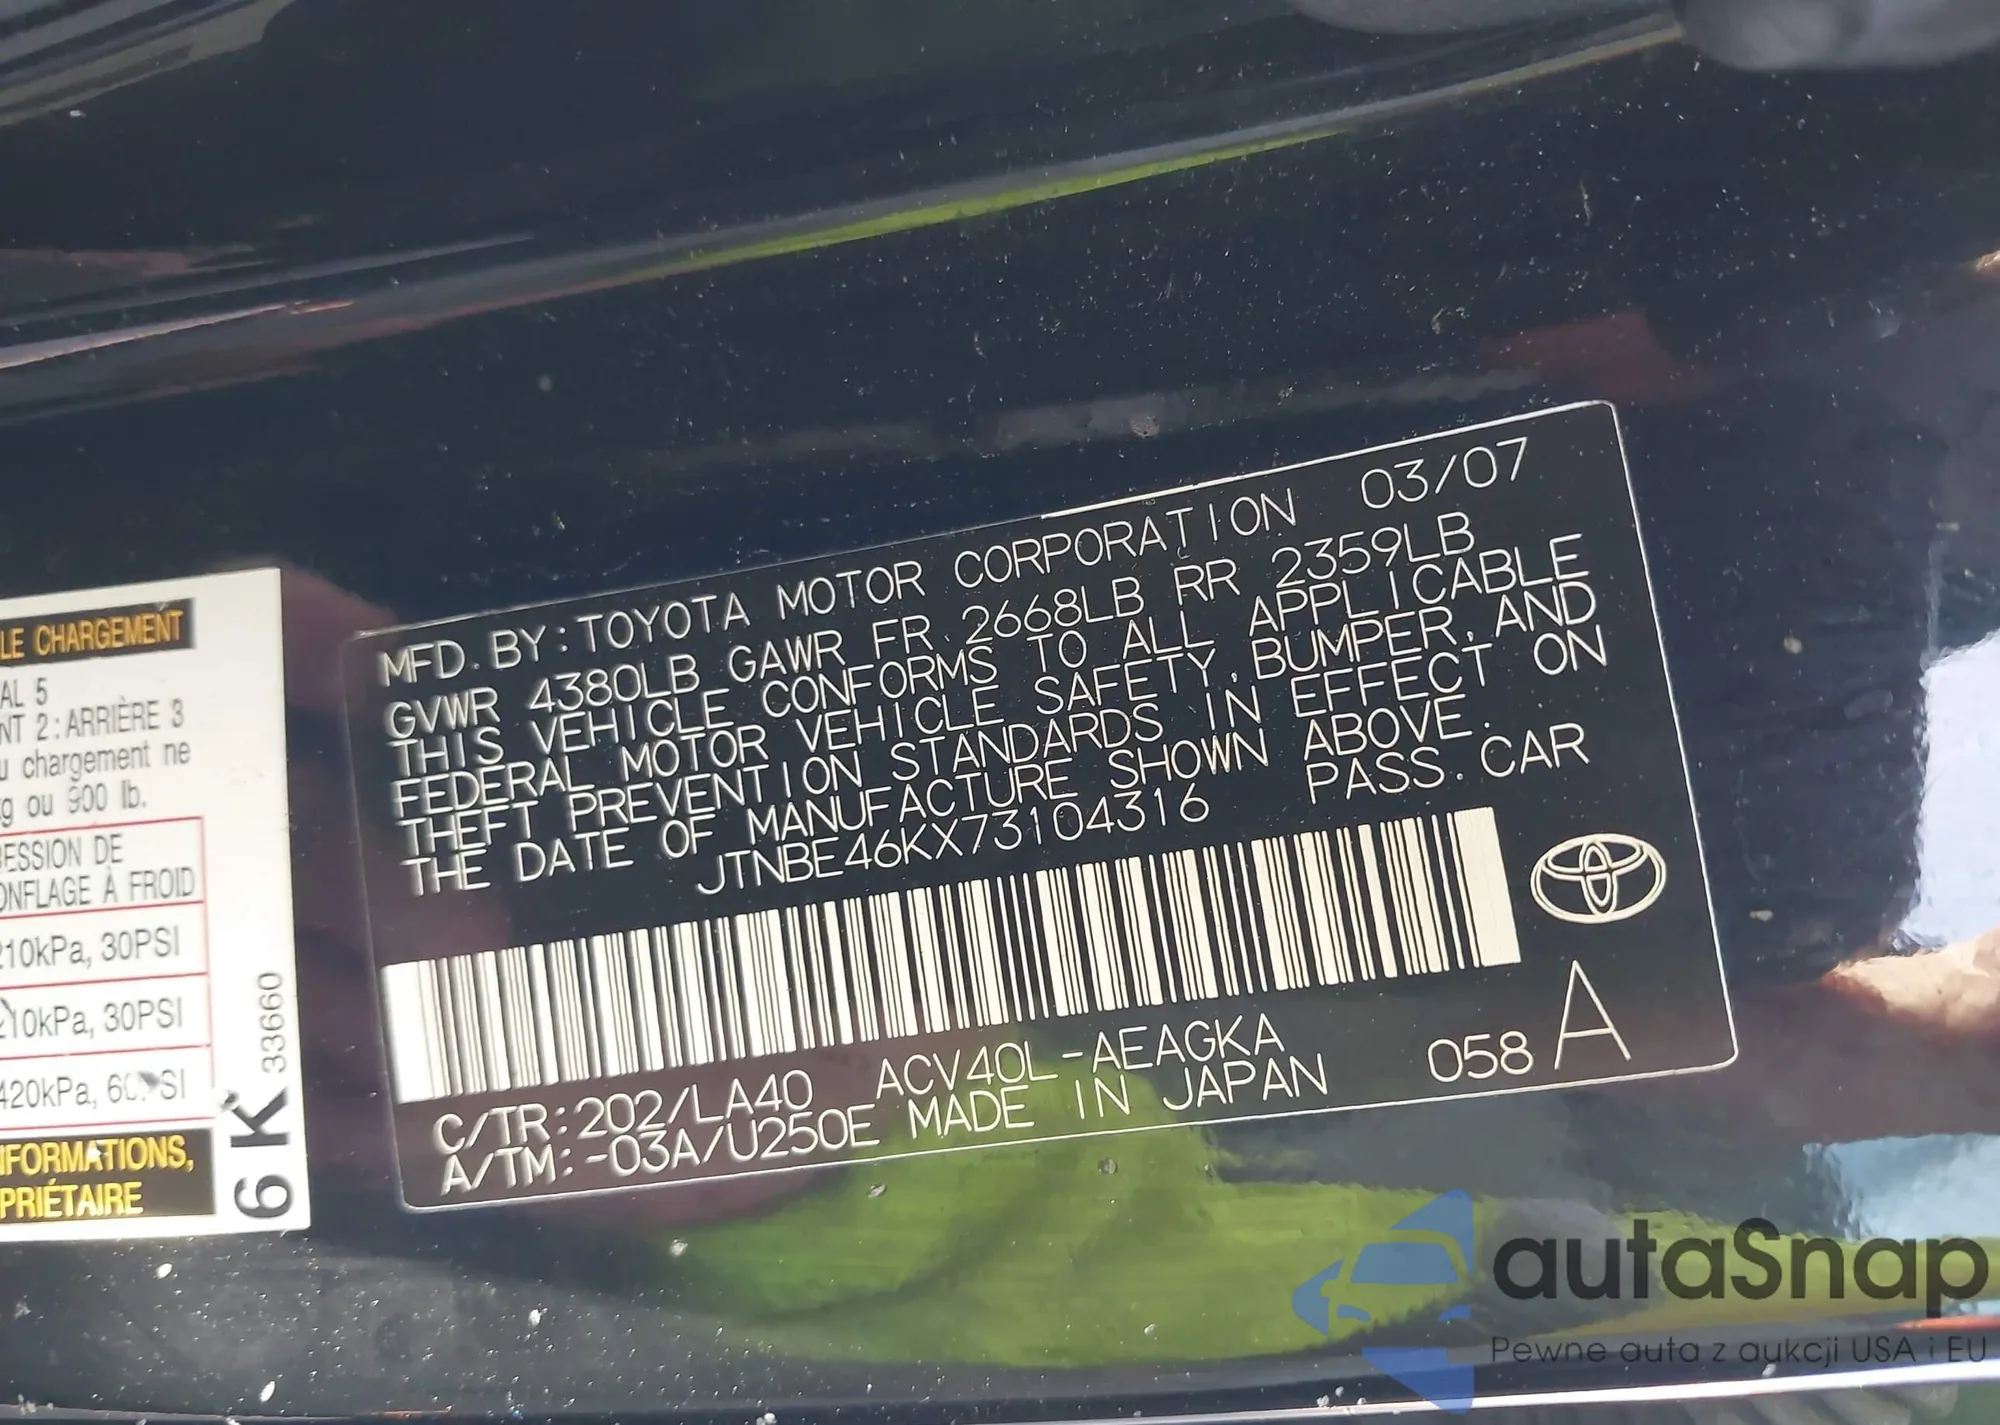 LE CHARGEMENT
AL 5
NT 2 : ARRIÈRE 3
u chargement ne
g ou 900 lb.
ESSION DE
ONFLAGE À FROID
210kPa, 30PSI
210kPa, 30PSI
420kPa, 60PSI
NFORMATIONS,
PRIÉTAIRE
6K 33660
MFD. BY: TOYOTA MOTOR CORPORATION 03/07
GVWR 4380LB GAWR FR 2668LB RR 2359LB
THIS VEHICLE CONFORMS TO ALL APPLICABLE
FEDERAL MOTOR VEHICLE SAFETY, BUMPER, AND
THEFT PREVENTION STANDARDS IN EFFECT ON
THE DATE OF MANUFACTURE SHOWN ABOVE.
JTNBE46KX73104316 PASS. CAR
C/TR:202/LA40 ACV40L-AEAGKA 058 A
A/TM:-03A/U250E MADE IN JAPAN
autaSnap
Pewne auta z aukcji USA i EU